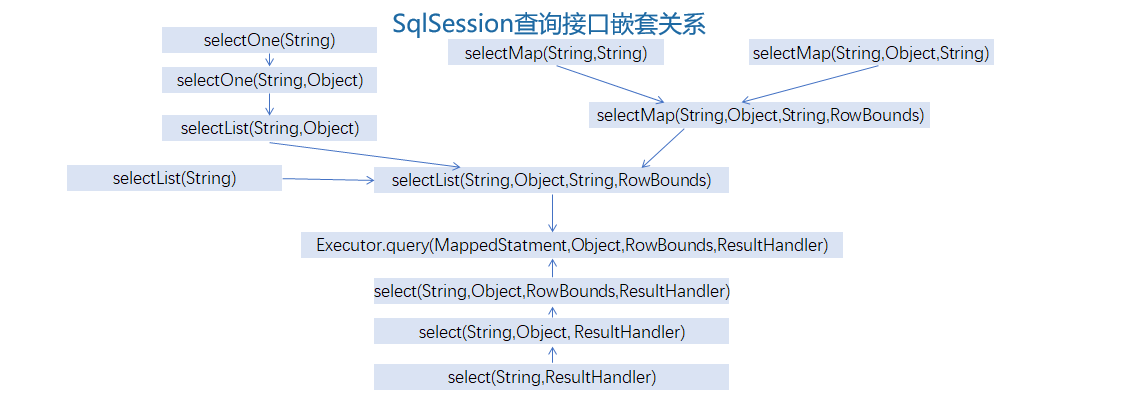 SqlSession查询接口嵌套关系
selectOne(String)
selectMap(String,String)
selectMap(String,Object,String)
selectOne(String,Object)
selectMap(String,Object,String,RowBounds)
selectList(String,Object)
selectList(String)
selectList(String,Object,String,RowBounds)
Executor.query(MappedStatment,Object,RowBounds,ResultHandler)
select(String,Object,RowBounds,ResultHandler)
select(String,Object, ResultHandler)
select(String,ResultHandler)